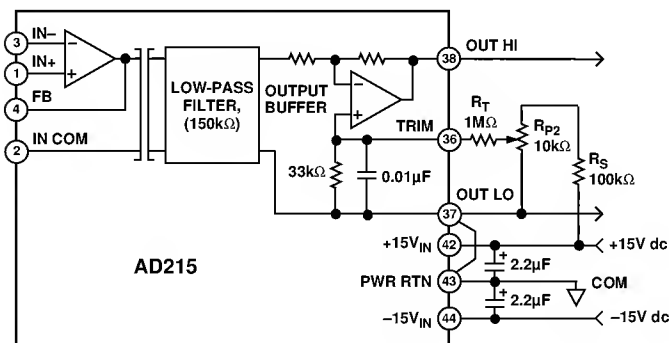 3
IN–
1
IN+
4
FB
2
IN COM
LOW-PASS
FILTER,
(150kΩ)
OUTPUT
BUFFER
38
OUT HI
TRIM
36
R_T
1MΩ
R_P2
10kΩ
R_S
100kΩ
33kΩ
0.01µF
OUT LO
37
+15V_IN
42
+15V dc
AD215
+
2.2µF
PWR RTN
43
COM
+
2.2µF
–15V_IN
44
–15V dc
–
+
–
+